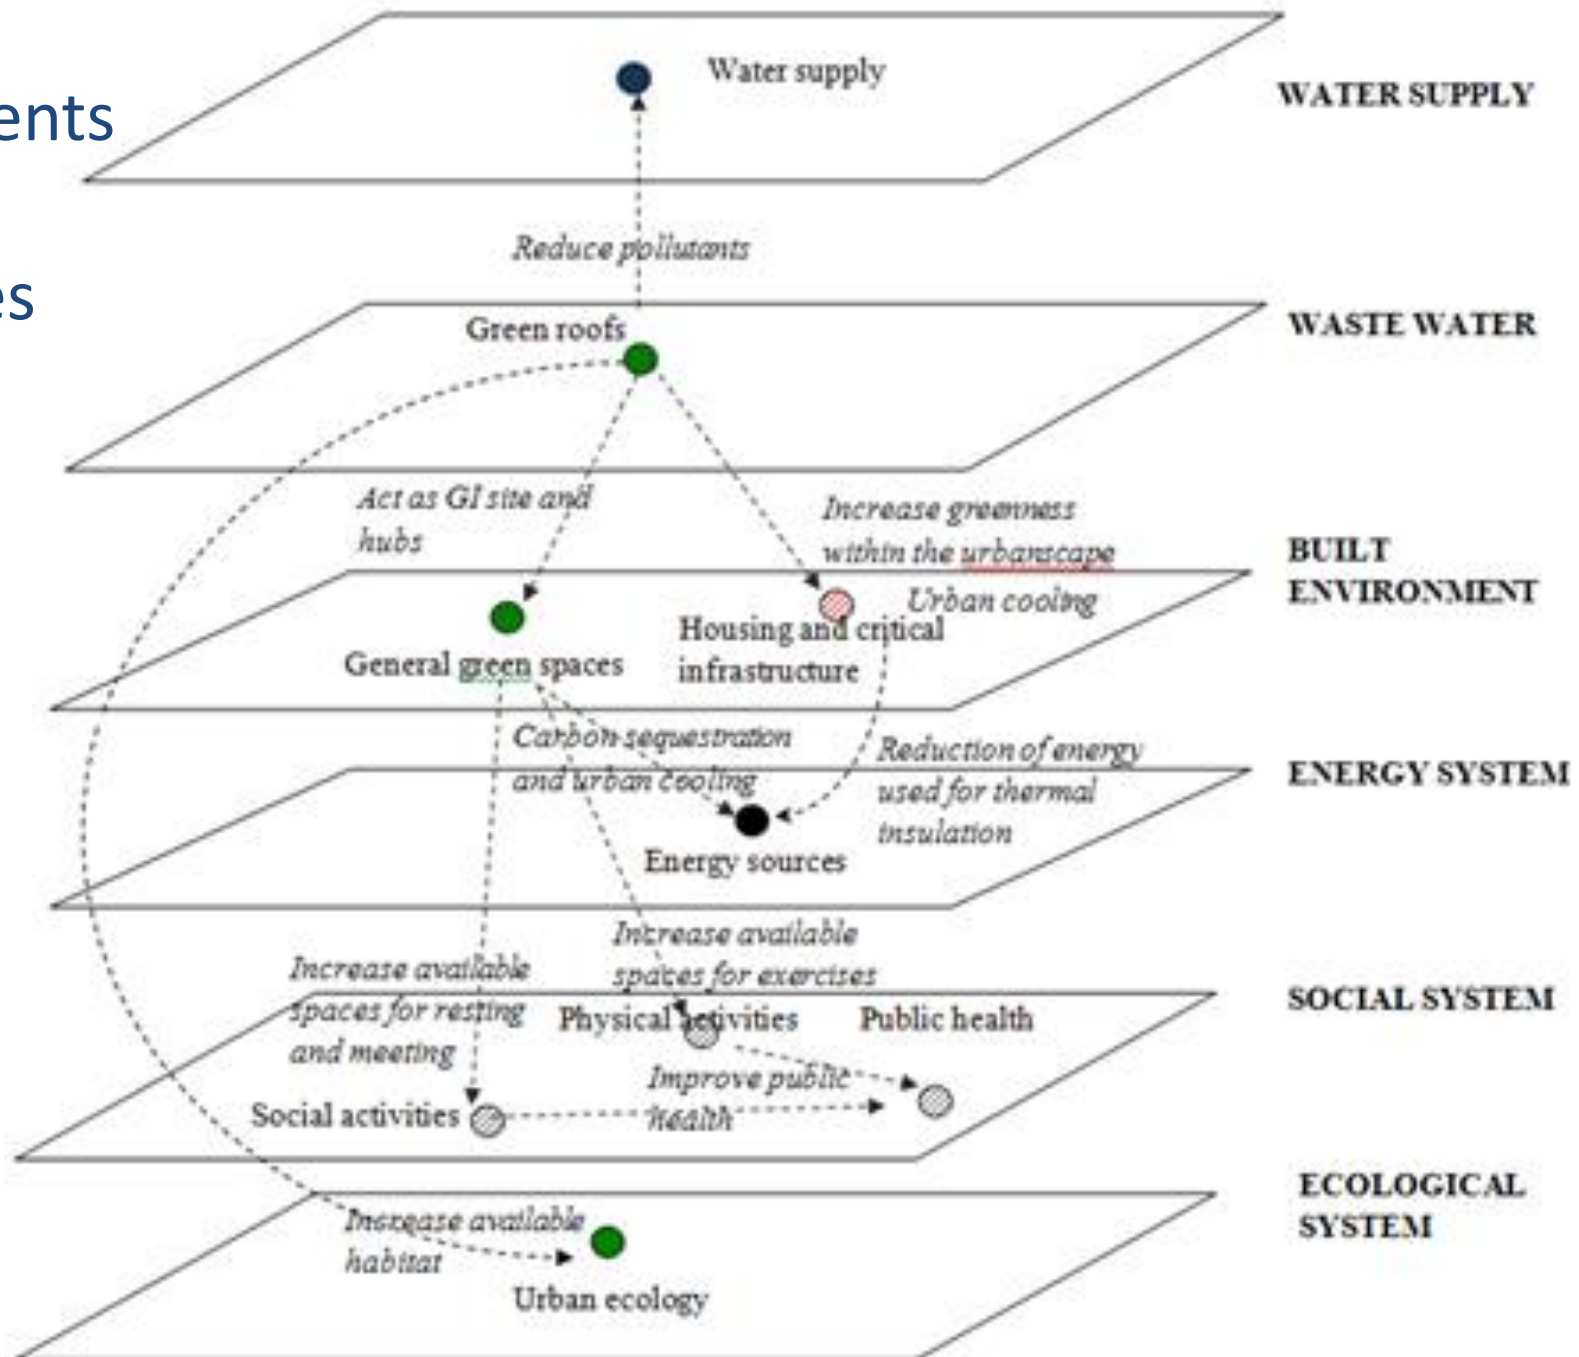 Water supply
WATER SUPPLY
ents
Reduce pollutants
es
WASTE WATER
Green roofs
Act as GI site and
hubs
Increase greenness
within the urbanscape
BUILT
ENVIRONMENT
Urban cooling
Housing and critical
infrastructure
General green spaces
Carbon sequestration
and urban cooling
Reduction of energy
used for thermal
insulation
ENERGY SYSTEM
Energy sources
Increase available
spaces for exercises
Increase available
spaces for resting
and meeting
SOCIAL SYSTEM
Physical activities
Public health
Improve public
health
Social activities
ECOLOGICAL
SYSTEM
Increase available
habitat
Urban ecology